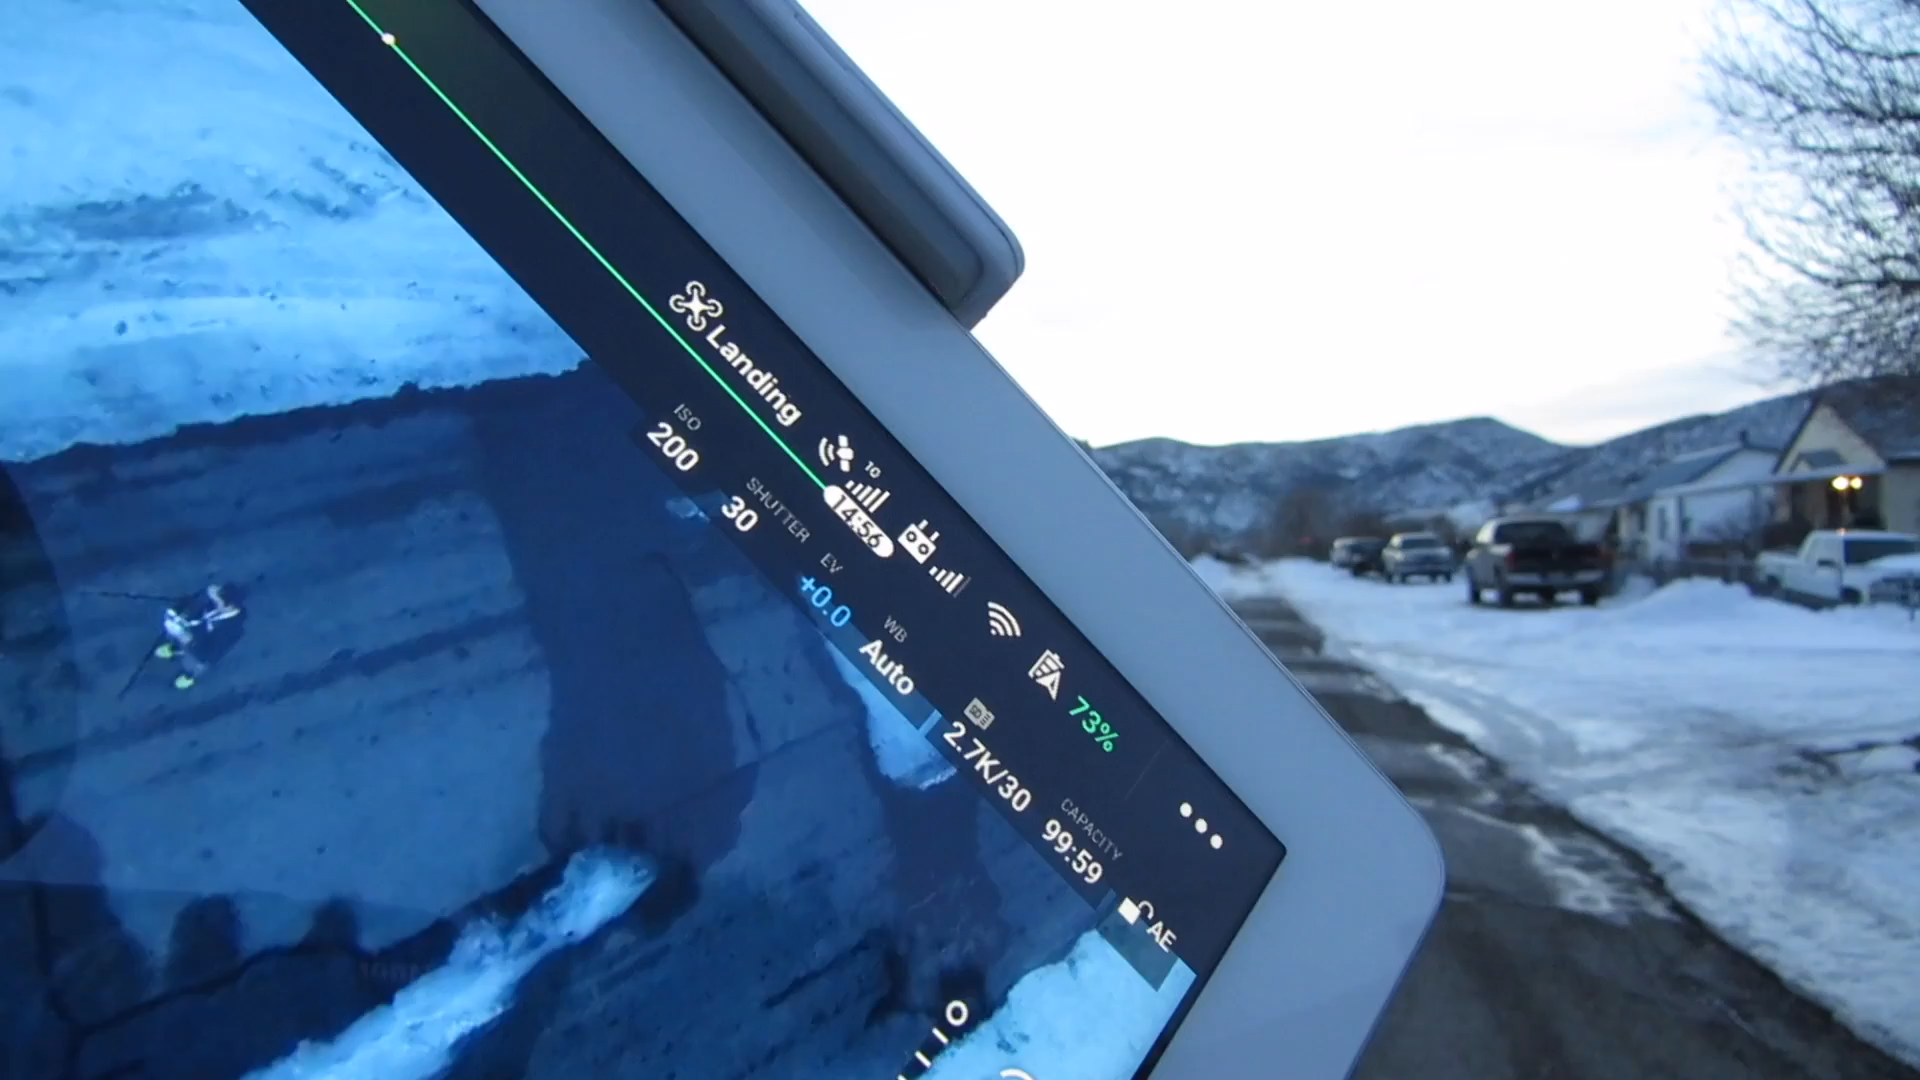 Landing
10
14:56
73%
ISO
200
SHUTTER
30
EV
+0.0
WB
Auto
SD
2.7K/30
CAPACITY
99:59
AE